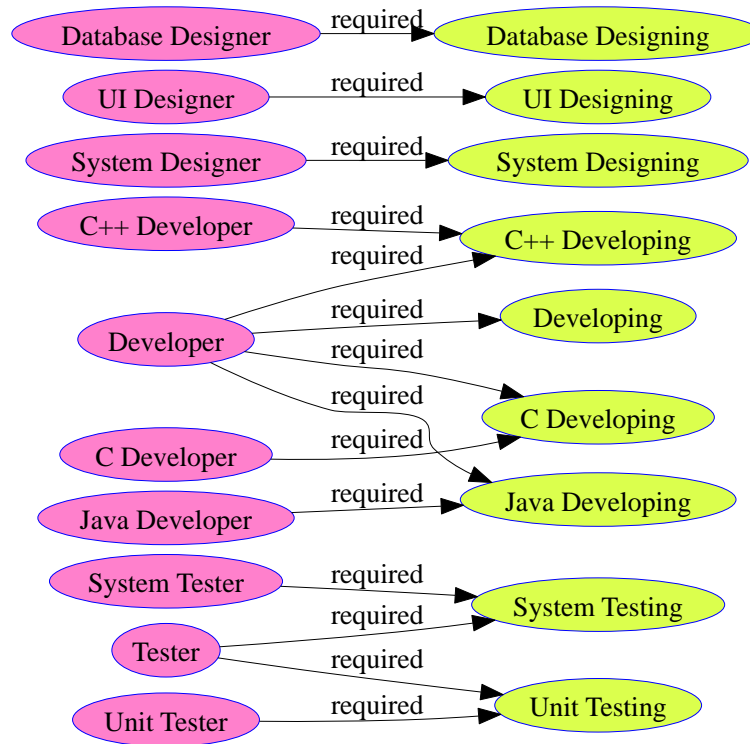 Database Designer
required
Database Designing
UI Designer
required
UI Designing
System Designer
required
System Designing
C++ Developer
required
C++ Developing
required
Developer
required
Developing
required
required
C Developing
C Developer
required
Java Developer
required
Java Developing
System Tester
required
System Testing
Tester
required
required
Unit Tester
required
Unit Testing